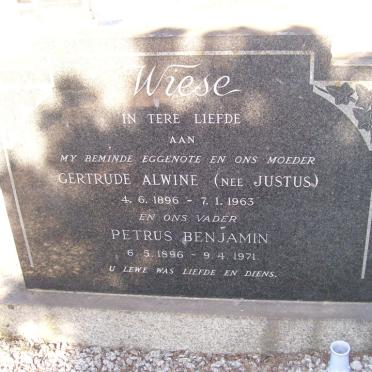 Wiese
IN TERE LIEFDE
AAN
MY BEMINDE EGGENOTE EN ONS MOEDER
GERTRUDE ALWINE (NEE JUSTUS)
4. 6. 1896 - 7. 1. 1963
EN ONS VADER
PETRUS BENJAMIN
6. 5. 1896 - 9. 4. 1971.
U LEWE WAS LIEFDE EN DIENS.